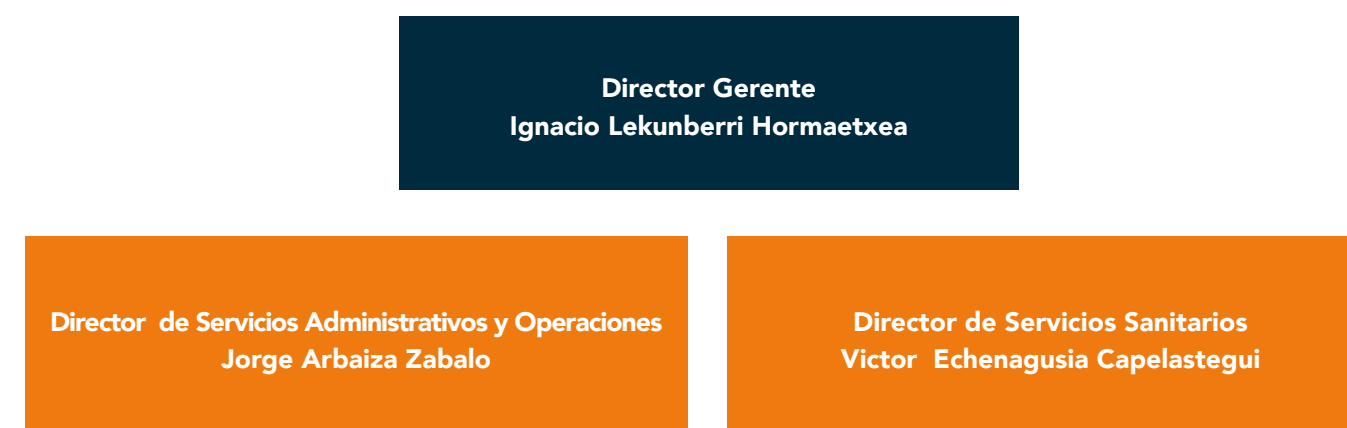 Director Gerente
Ignacio Lekunberri Hormaetxea
Director de Servicios Administrativos y Operaciones
Jorge Arbaiza Zabalo
Director de Servicios Sanitarios
Victor Echenagusia Capelastegui